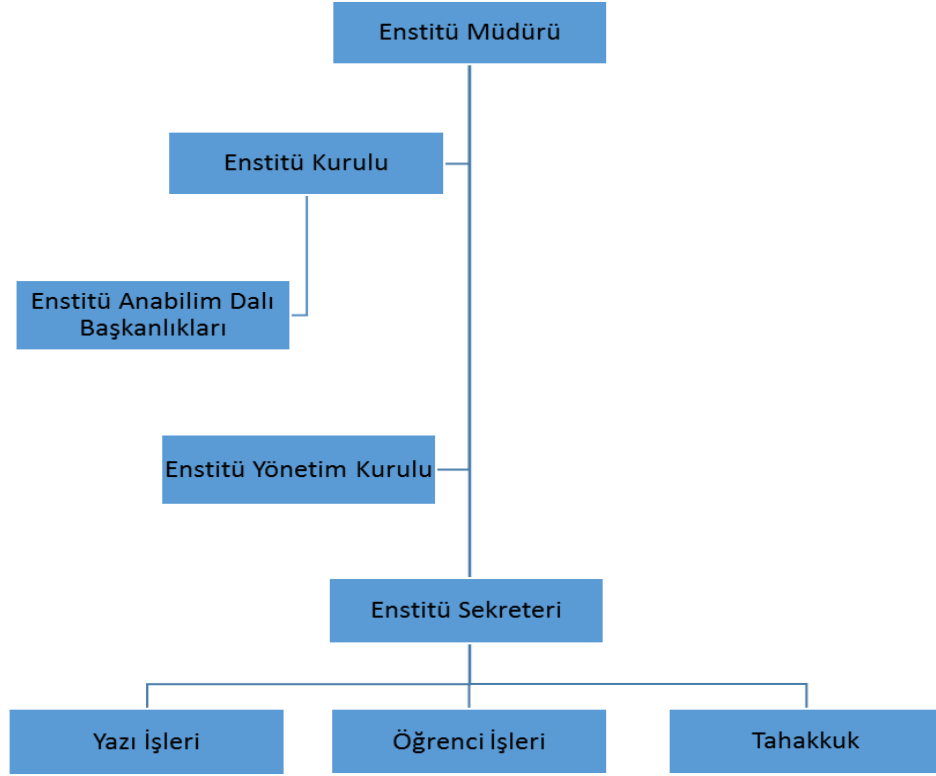 Enstitü Müdürü
Enstitü Kurulu
Enstitü Anabilim Dalı
Başkanlıkları
Enstitü Yönetim Kurulu
Enstitü Sekreteri
Yazı İşleri
Öğrenci İşleri
Tahakkuk